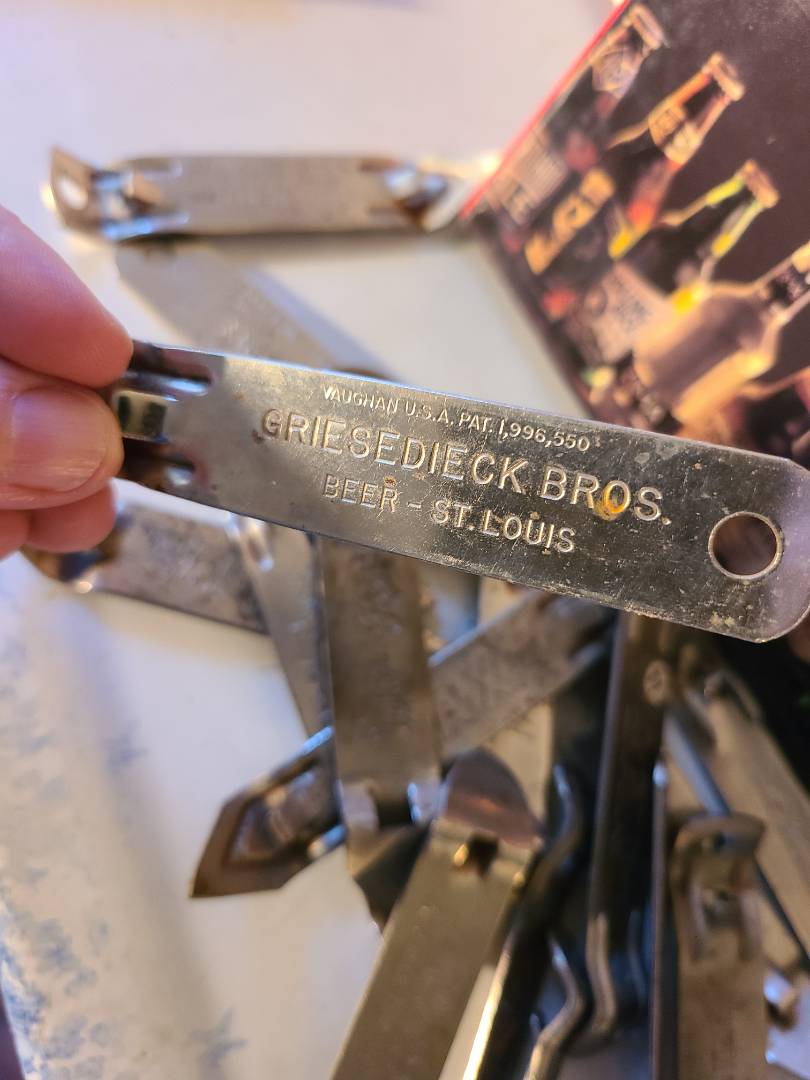 VAUGHAN U.S.A. PAT. 1,996,550
GRIESEDIECK BROS.
BEER - ST. LOUIS